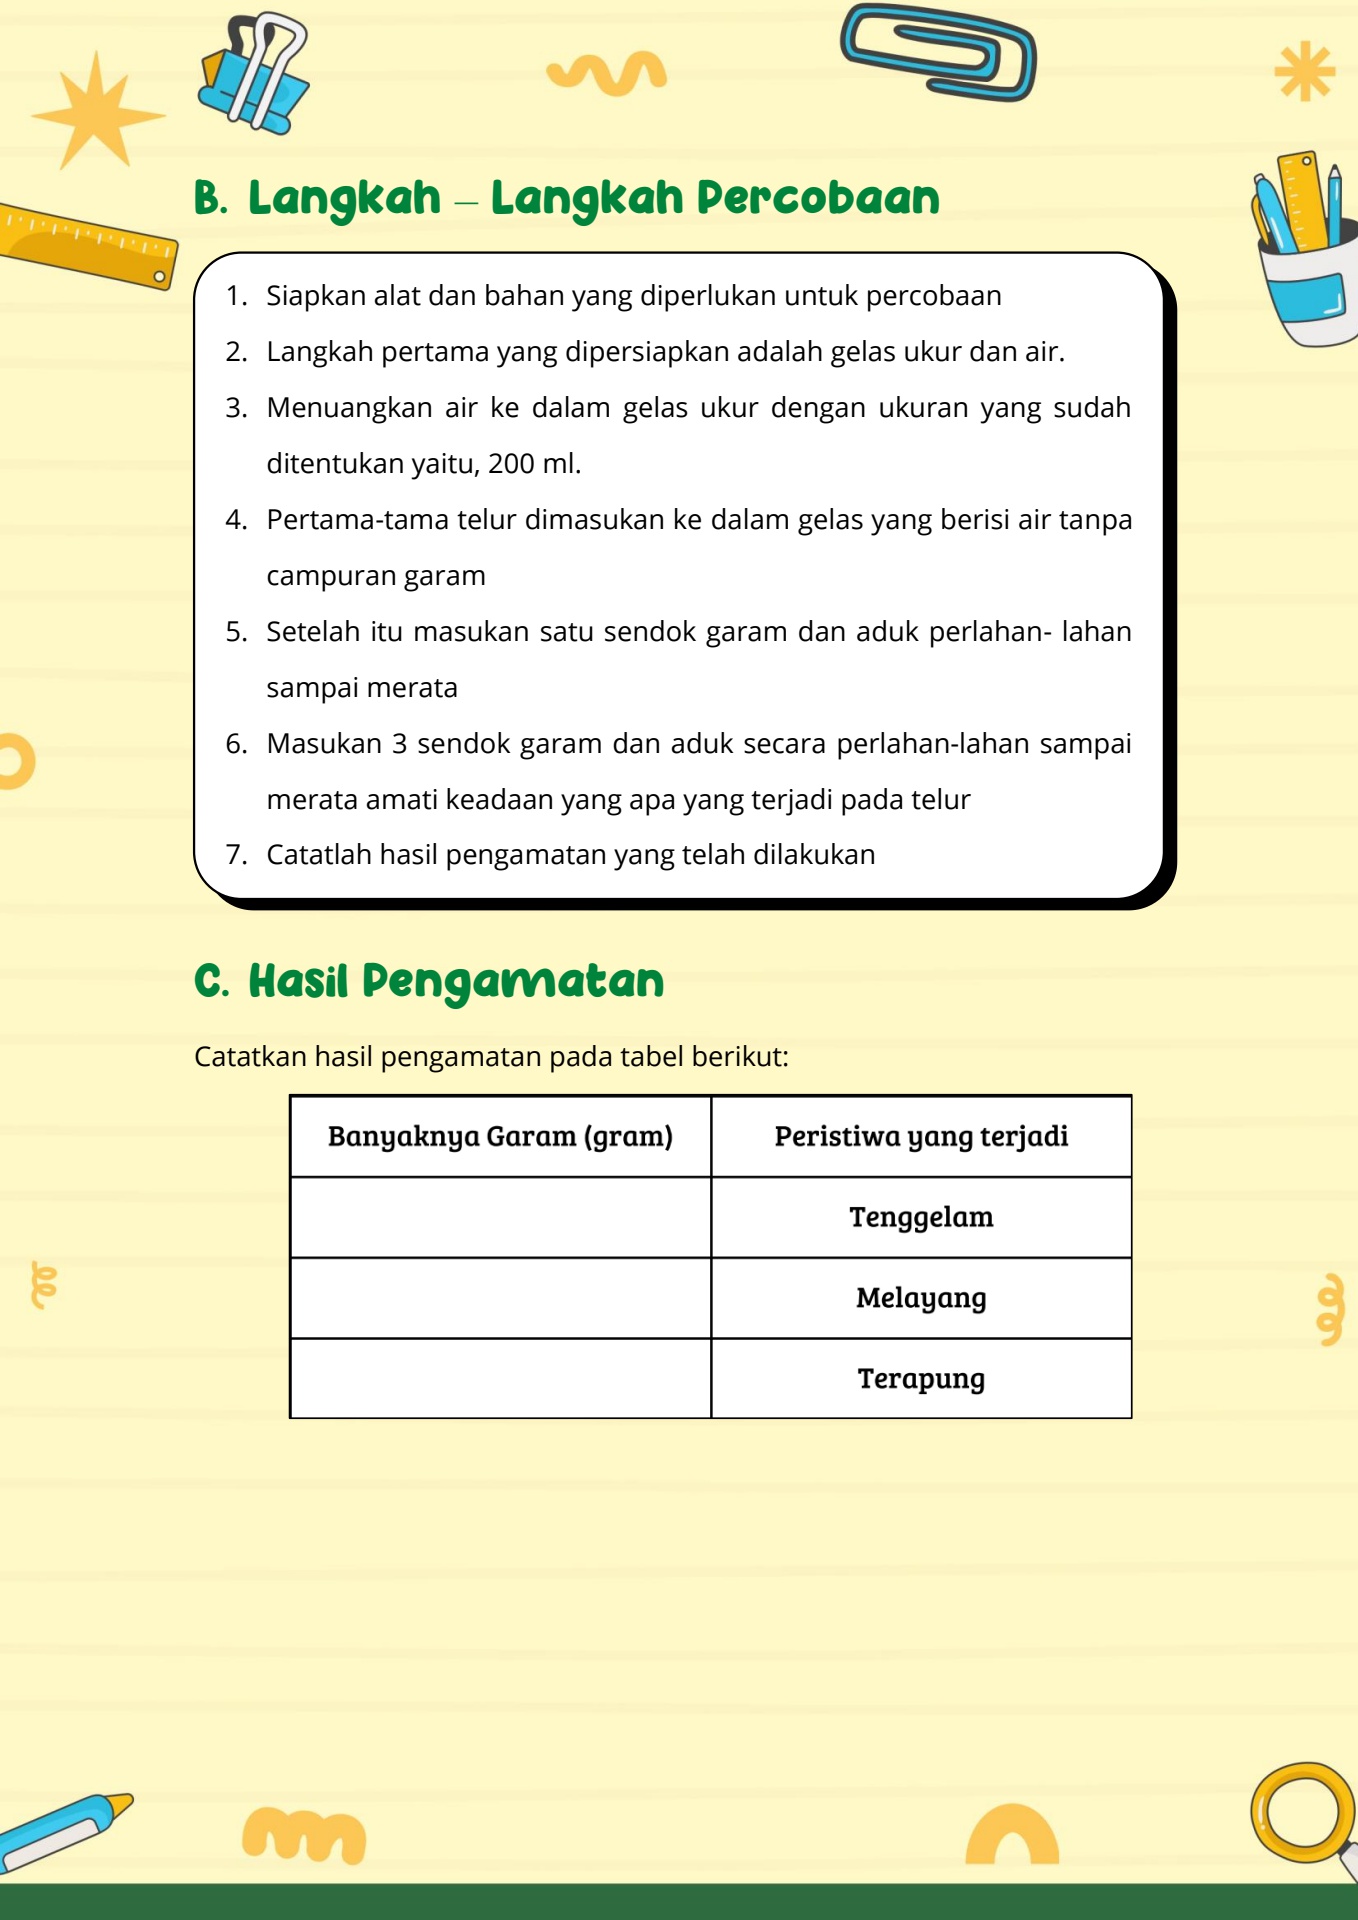 B. Langkah – Langkah Percobaan
1. Siapkan alat dan bahan yang diperlukan untuk percobaan
2. Langkah pertama yang dipersiapkan adalah gelas ukur dan air.
3. Menuangkan air ke dalam gelas ukur dengan ukuran yang sudah
ditentukan yaitu, 200 ml.
4. Pertama-tama telur dimasukan ke dalam gelas yang berisi air tanpa
campuran garam
5. Setelah itu masukan satu sendok garam dan aduk perlahan- lahan
sampai merata
6. Masukan 3 sendok garam dan aduk secara perlahan-lahan sampai
merata amati keadaan yang apa yang terjadi pada telur
7. Catatlah hasil pengamatan yang telah dilakukan
C. Hasil Pengamatan
Catatkan hasil pengamatan pada tabel berikut:
Banyaknya Garam (gram) Peristiwa yang terjadi
Tenggelam
Melayang
Terapung